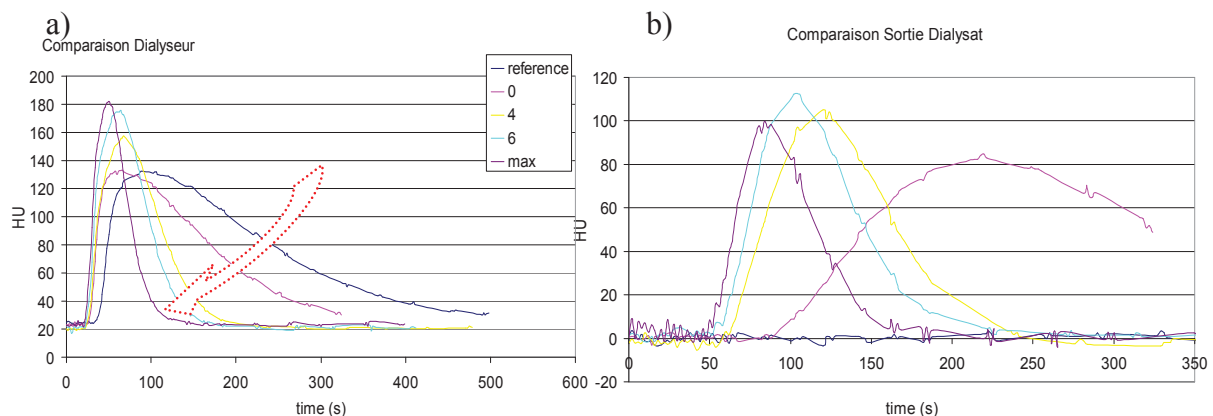 a)
Comparaison Dialyseur
reference
0
4
6
max
200
180
160
140
120
100
80
60
40
20
0
HU
0 100 200 300 400 500 600
time (s)
b)
Comparaison Sortie Dialysat
120
100
80
60
40
20
0
-20
HU
0 50 100 150 200 250 300 350
time (s)